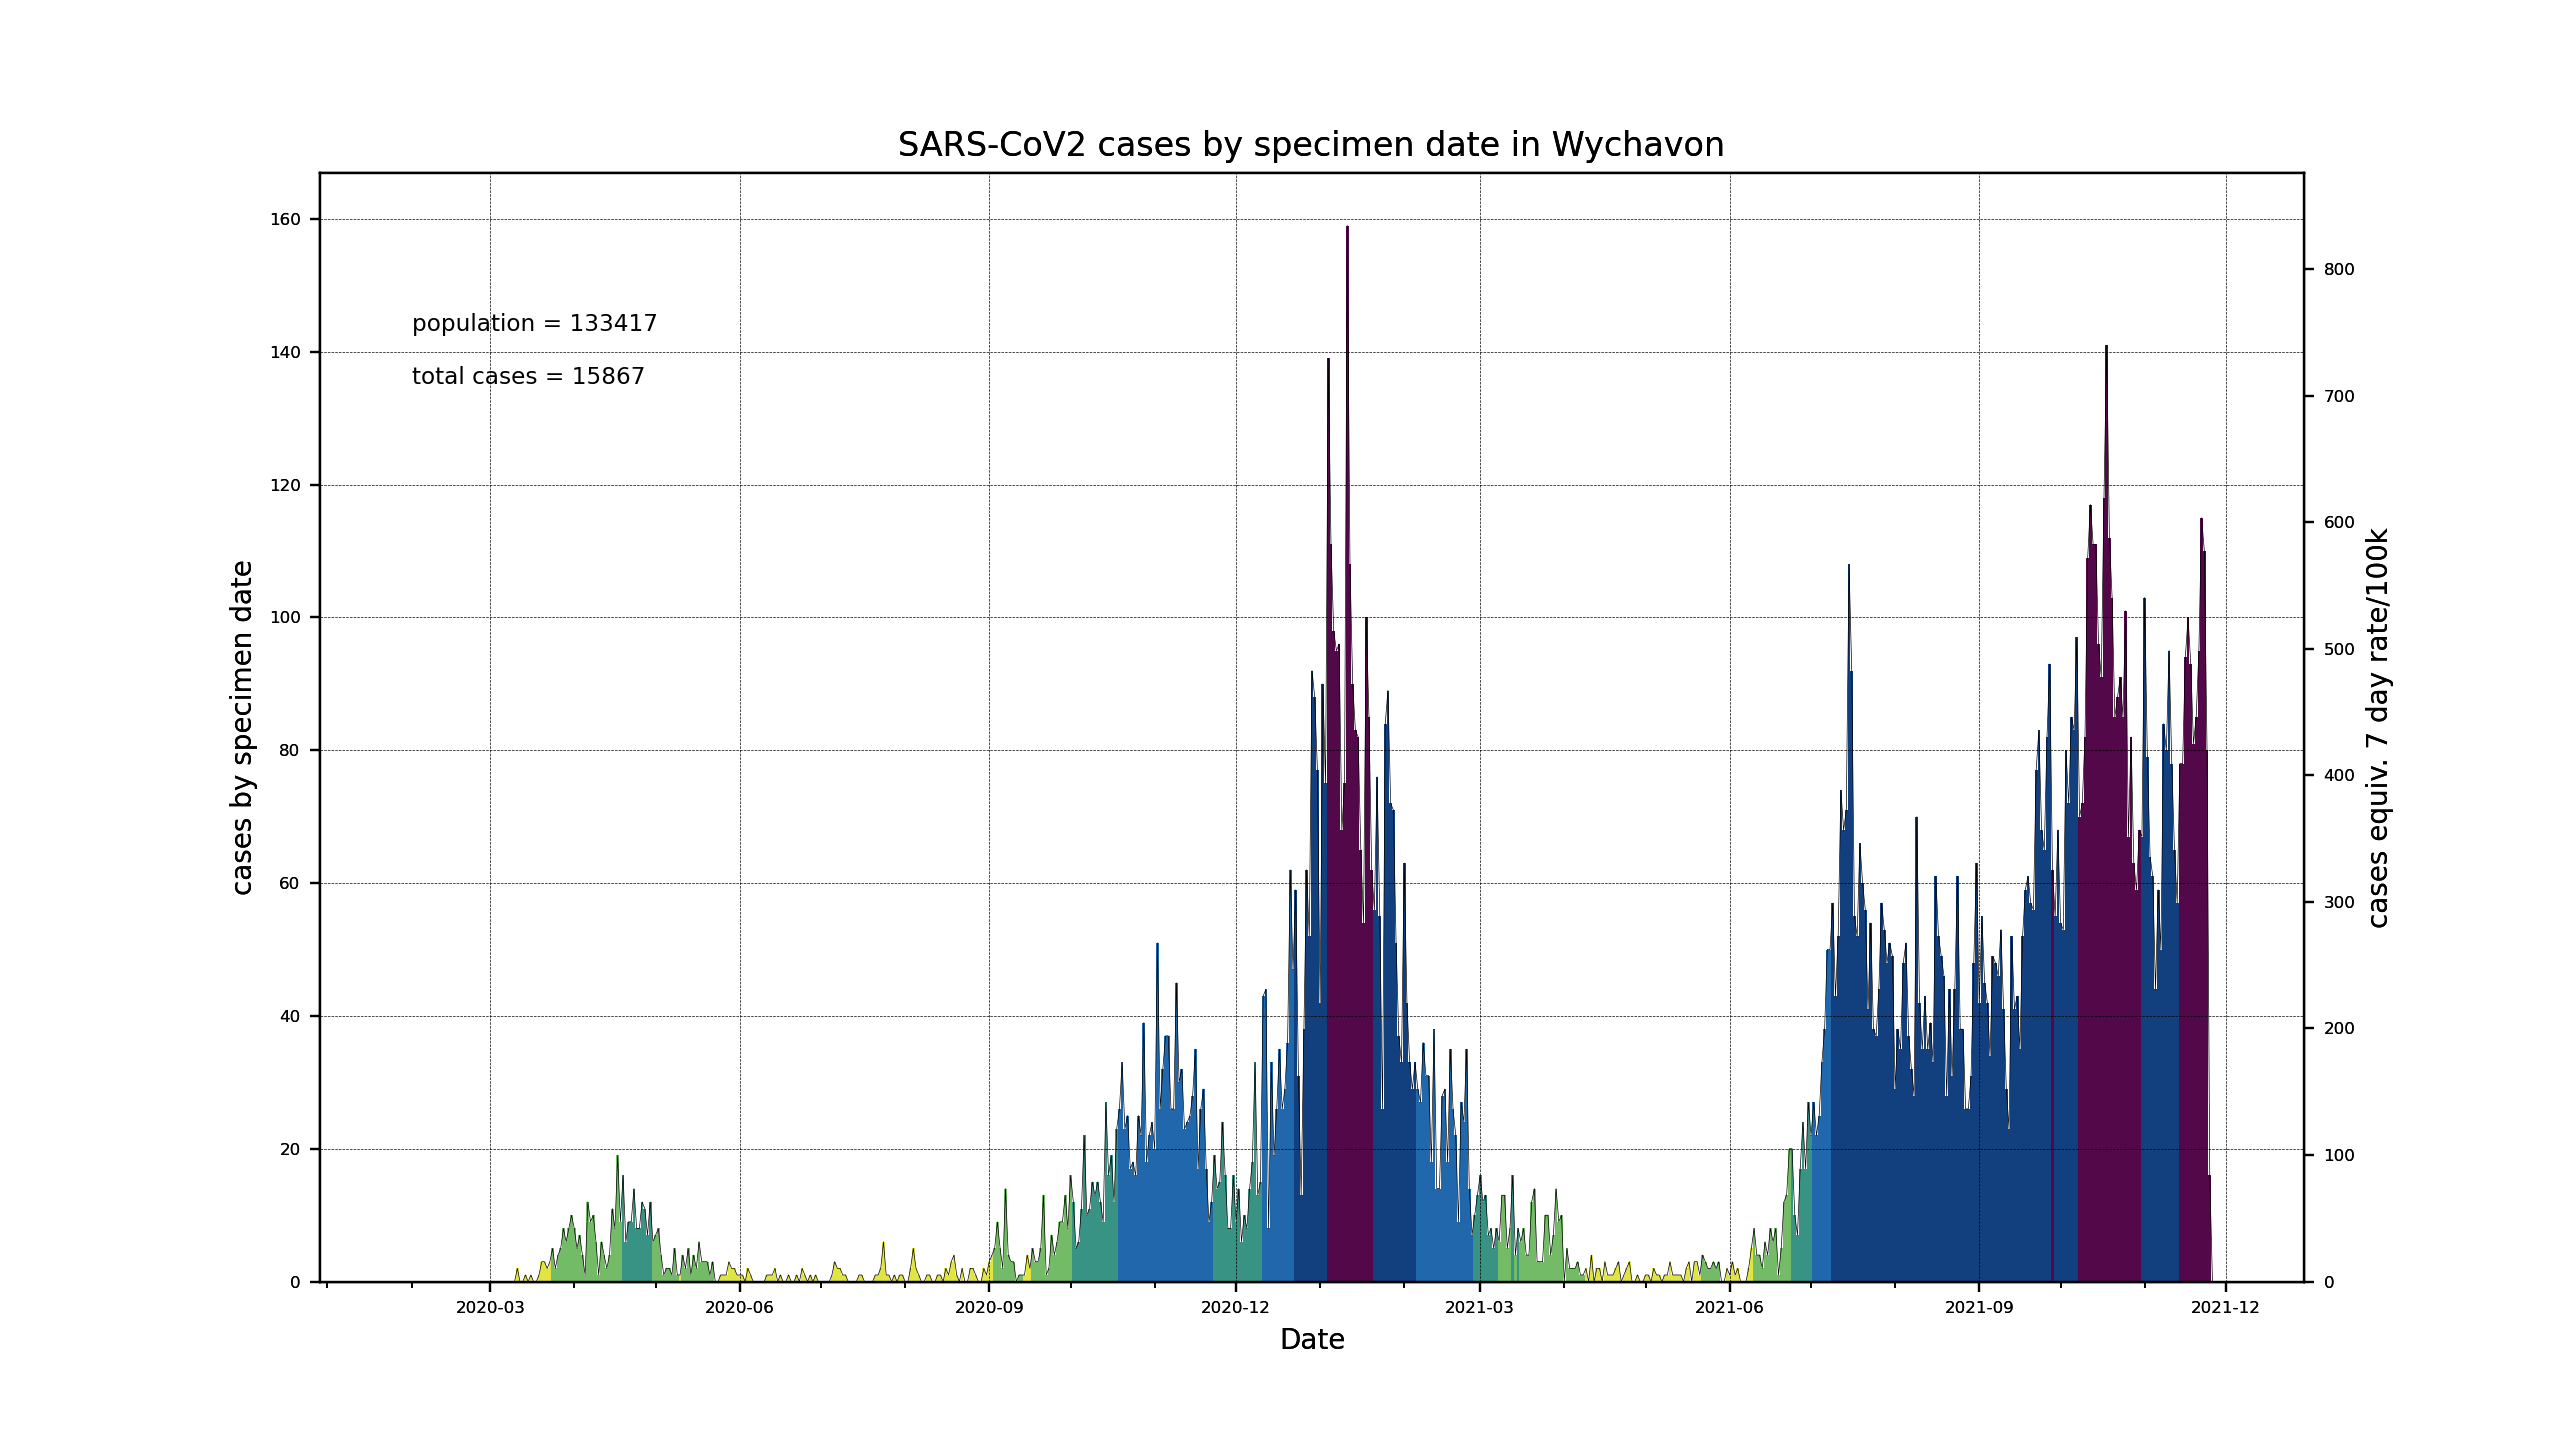 SARS-CoV2 cases by specimen date in Wychavon
population = 133417
total cases = 15867
cases by specimen date
160
140
120
100
80
60
40
20
0
800
700
600
500
400
300
200
100
0
cases equiv. 7 day rate/100k
2020-03 2020-06 2020-09 2020-12 2021-03 2021-06 2021-09 2021-12
Date